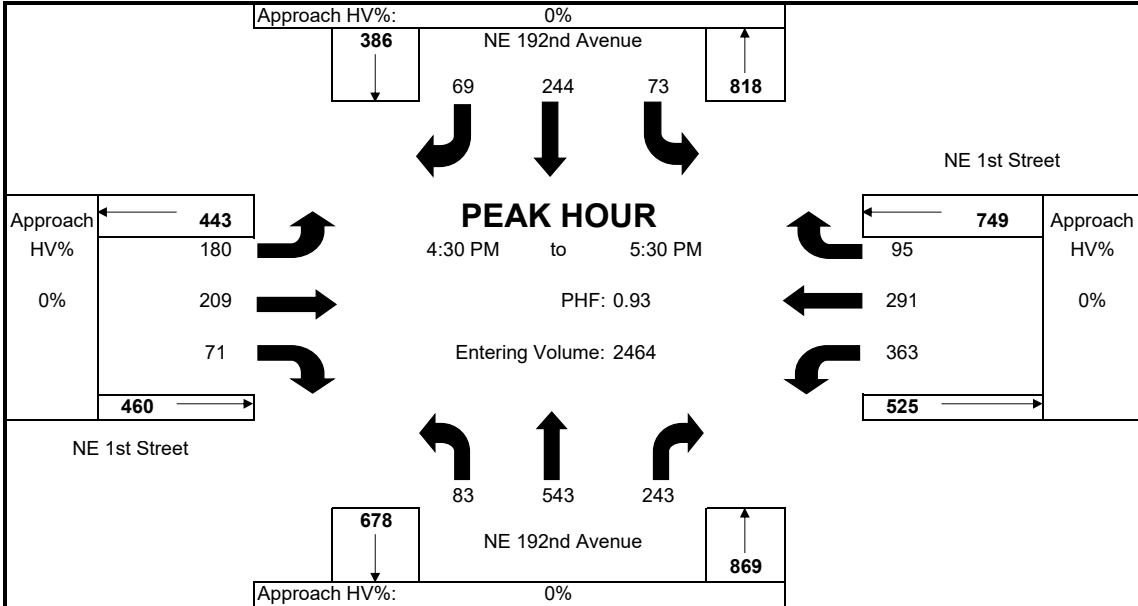 Approach HV%: 0%
386 NE 192nd Avenue
818
69 244 73
NE 1st Street
Approach 443 PEAK HOUR 749 Approach
HV% 180 4:30 PM to 5:30 PM 95 HV%
0% 209 PHF: 0.93 291 0%
71 Entering Volume: 2464 363
460 525
NE 1st Street
83 543 243
678
NE 192nd Avenue
869
Approach HV%: 0%